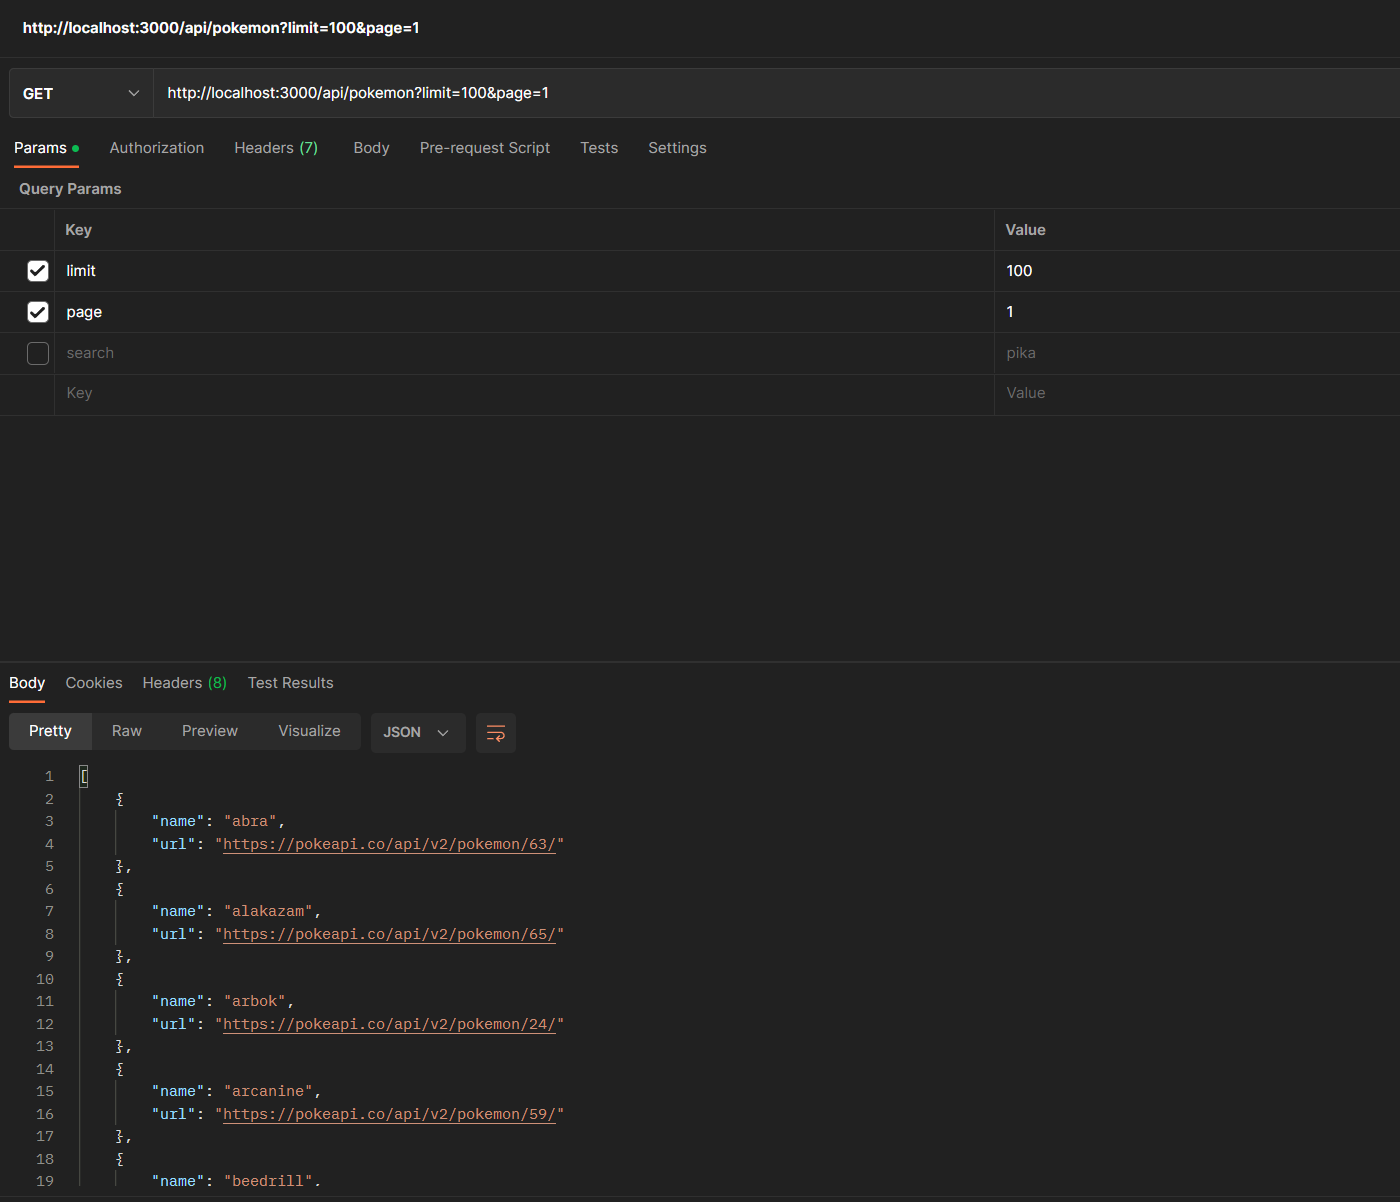 http://localhost:3000/api/pokemon?limit=100&page=1
GET http://localhost:3000/api/pokemon?limit=100&page=1
Params Authorization Headers (7) Body Pre-request Script Tests Settings
Query Params
Key Value
limit 100
page 1
search pika
Key Value
Body Cookies Headers (8) Test Results
Pretty Raw Preview Visualize JSON
1 [
2 {
3 "name": "abra",
4 "url": "https://pokeapi.co/api/v2/pokemon/63/"
5 },
6 {
7 "name": "alakazam",
8 "url": "https://pokeapi.co/api/v2/pokemon/65/"
9 },
10 {
11 "name": "arbok",
12 "url": "https://pokeapi.co/api/v2/pokemon/24/"
13 },
14 {
15 "name": "arcanine",
16 "url": "https://pokeapi.co/api/v2/pokemon/59/"
17 },
18 {
19 "name": "beedrill",